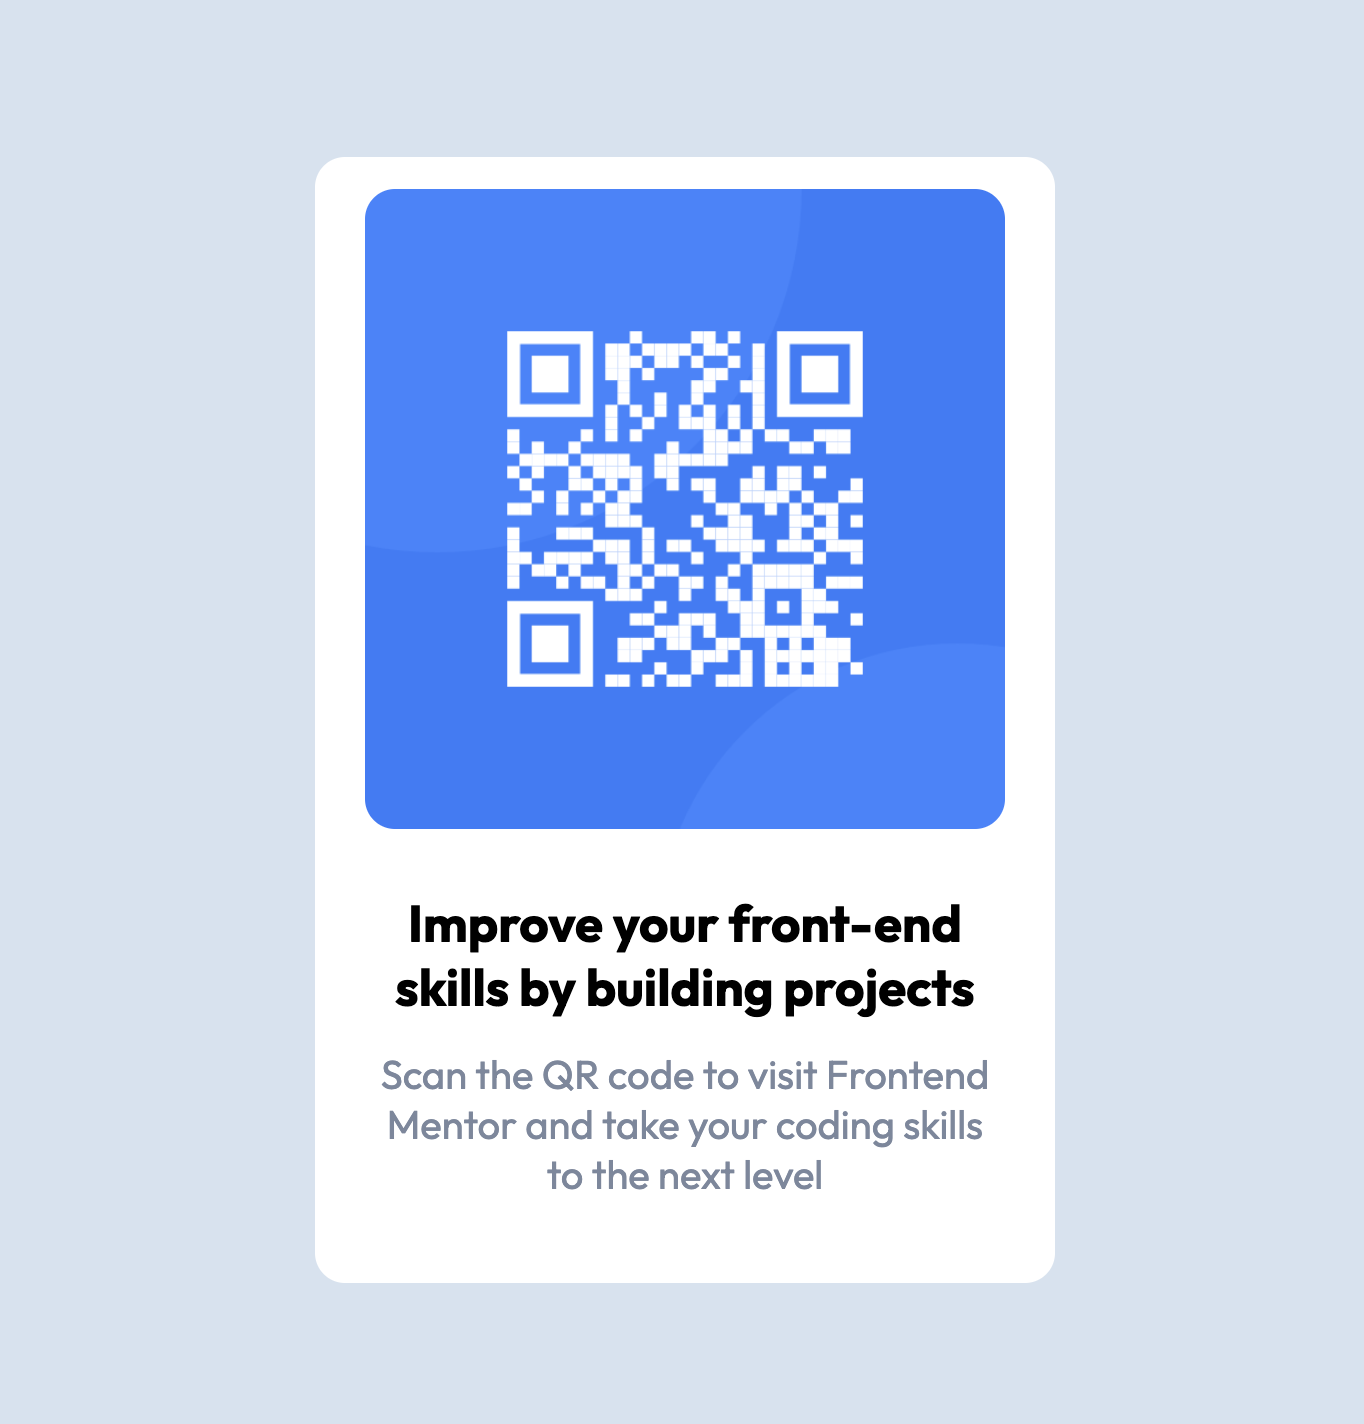 Improve your front-end
skills by building projects
Scan the QR code to visit Frontend
Mentor and take your coding skills
to the next level